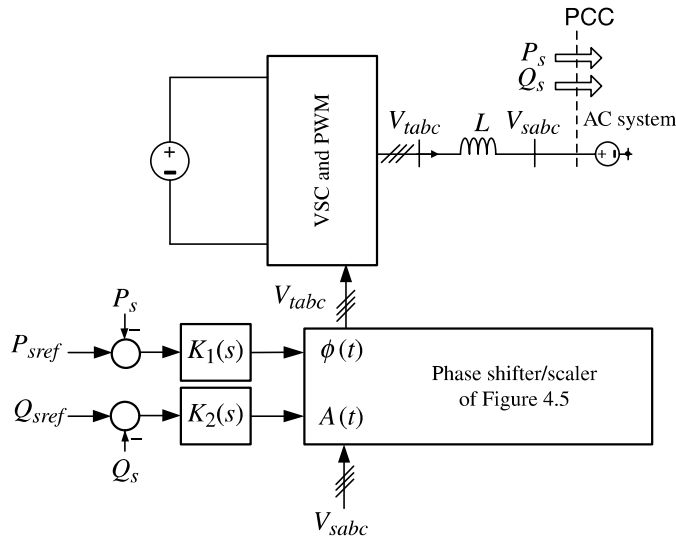 PCC
P_s
Q_s
V_tabc
L
V_sabc
AC system
VSC and PWM
V_tabc
P_s
P_sref
K_1(s)
ϕ(t)
Phase shifter/scaler
of Figure 4.5
Q_sref
K_2(s)
A(t)
Q_s
V_sabc